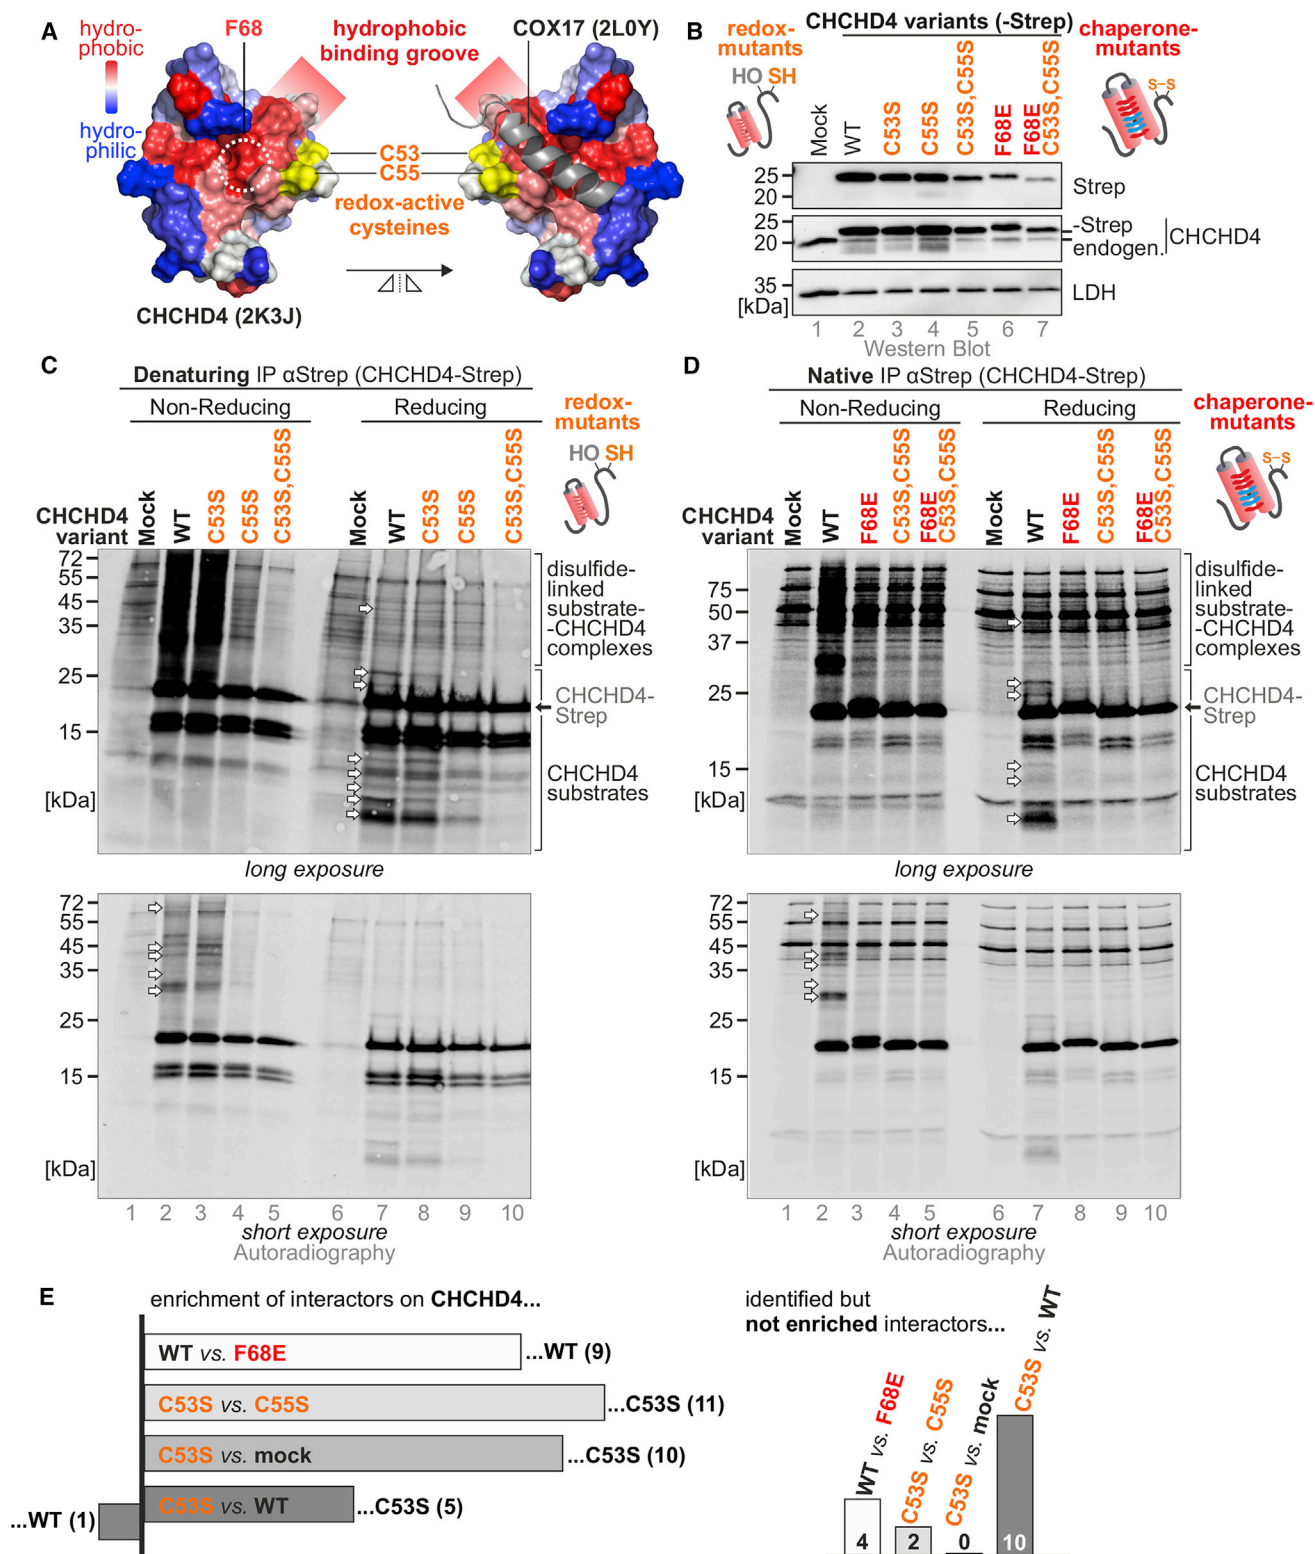 A
hydro-
phobic
hydro-
philic
F68
hydrophobic
binding groove
COX17 (2L0Y)
C53
C55
redox-active
cysteines
CHCHD4 (2K3J)
B
redox-
mutants
HO SH
CHCHD4 variants (-Strep)
chaperone-
mutants
S–S
Mock
WT
C53S
C55S
C53S,C55S
F68E
F68E
C53S,C55S
25
20
Strep
25
20
-Strep
endogen.
CHCHD4
35
[kDa]
LDH
1 2 3 4 5 6 7
Western Blot
C
Denaturing IP αStrep (CHCHD4-Strep)
Non-Reducing
Reducing
redox-
mutants
HO SH
CHCHD4
variant
Mock
WT
C53S
C55S
C53S,C55S
Mock
WT
C53S
C55S
C53S,C55S
72
55
45
35
25
15
[kDa]
disulfide-
linked
substrate-
-CHCHD4
complexes
CHCHD4-
Strep
CHCHD4
substrates
long exposure
72
55
45
35
25
15
[kDa]
1 2 3 4 5 6 7 8 9 10
short exposure
Autoradiography
D
Native IP αStrep (CHCHD4-Strep)
Non-Reducing
Reducing
chaperone-
mutants
S–S
CHCHD4
variant
Mock
WT
F68E
C53S,C55S
F68E
C53S,C55S
Mock
WT
F68E
C53S,C55S
F68E
C53S,C55S
75
50
37
25
15
[kDa]
disulfide-
linked
substrate-
-CHCHD4
complexes
CHCHD4-
Strep
CHCHD4
substrates
long exposure
72
55
45
35
25
15
[kDa]
1 2 3 4 5 6 7 8 9 10
short exposure
Autoradiography
E
enrichment of interactors on CHCHD4...
WT vs. F68E
...WT (9)
C53S vs. C55S
...C53S (11)
C53S vs. mock
...C53S (10)
C53S vs. WT
...C53S (5)
...WT (1)
identified but
not enriched interactors...
WT vs. F68E
C53S vs. C55S
C53S vs. mock
C53S vs. WT
4
2
0
10